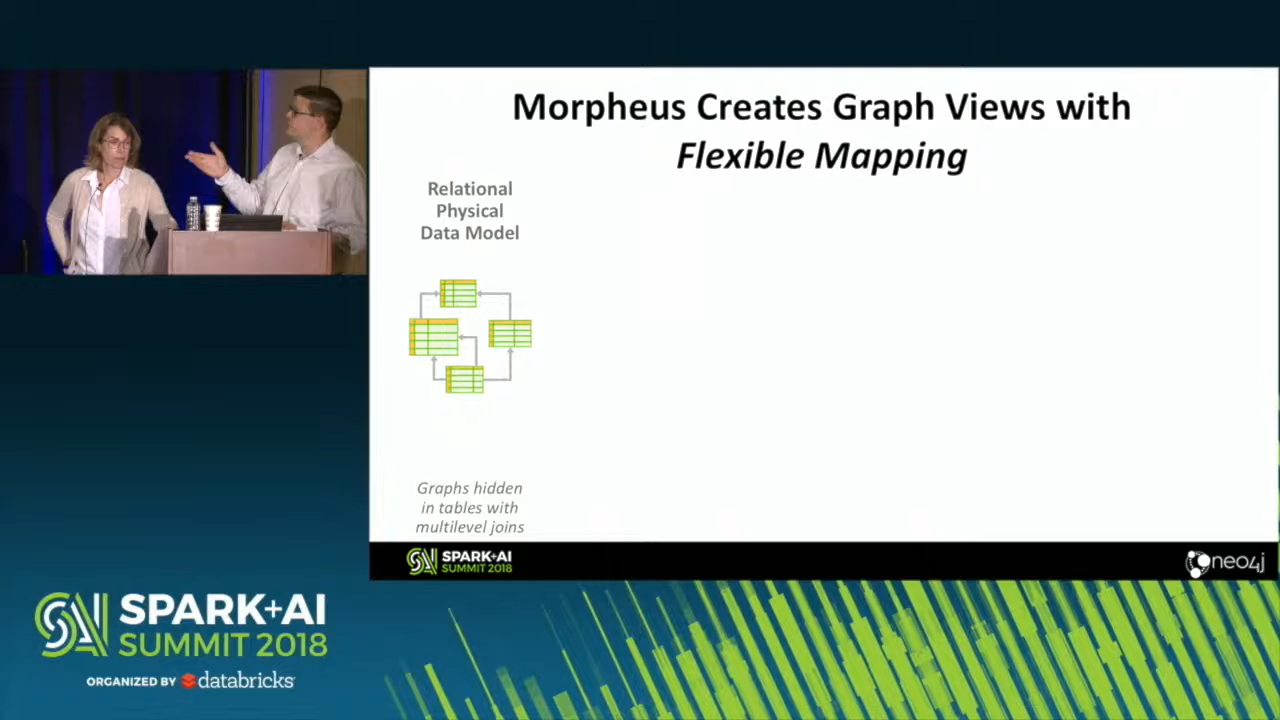 Morpheus Creates Graph Views with
Flexible Mapping
Relational
Physical
Data Model
Graphs hidden
in tables with
multilevel joins
SPARK+AI
SUMMIT 2018
neo4j
SPARK+AI
SUMMIT 2018
ORGANIZED BY databricks